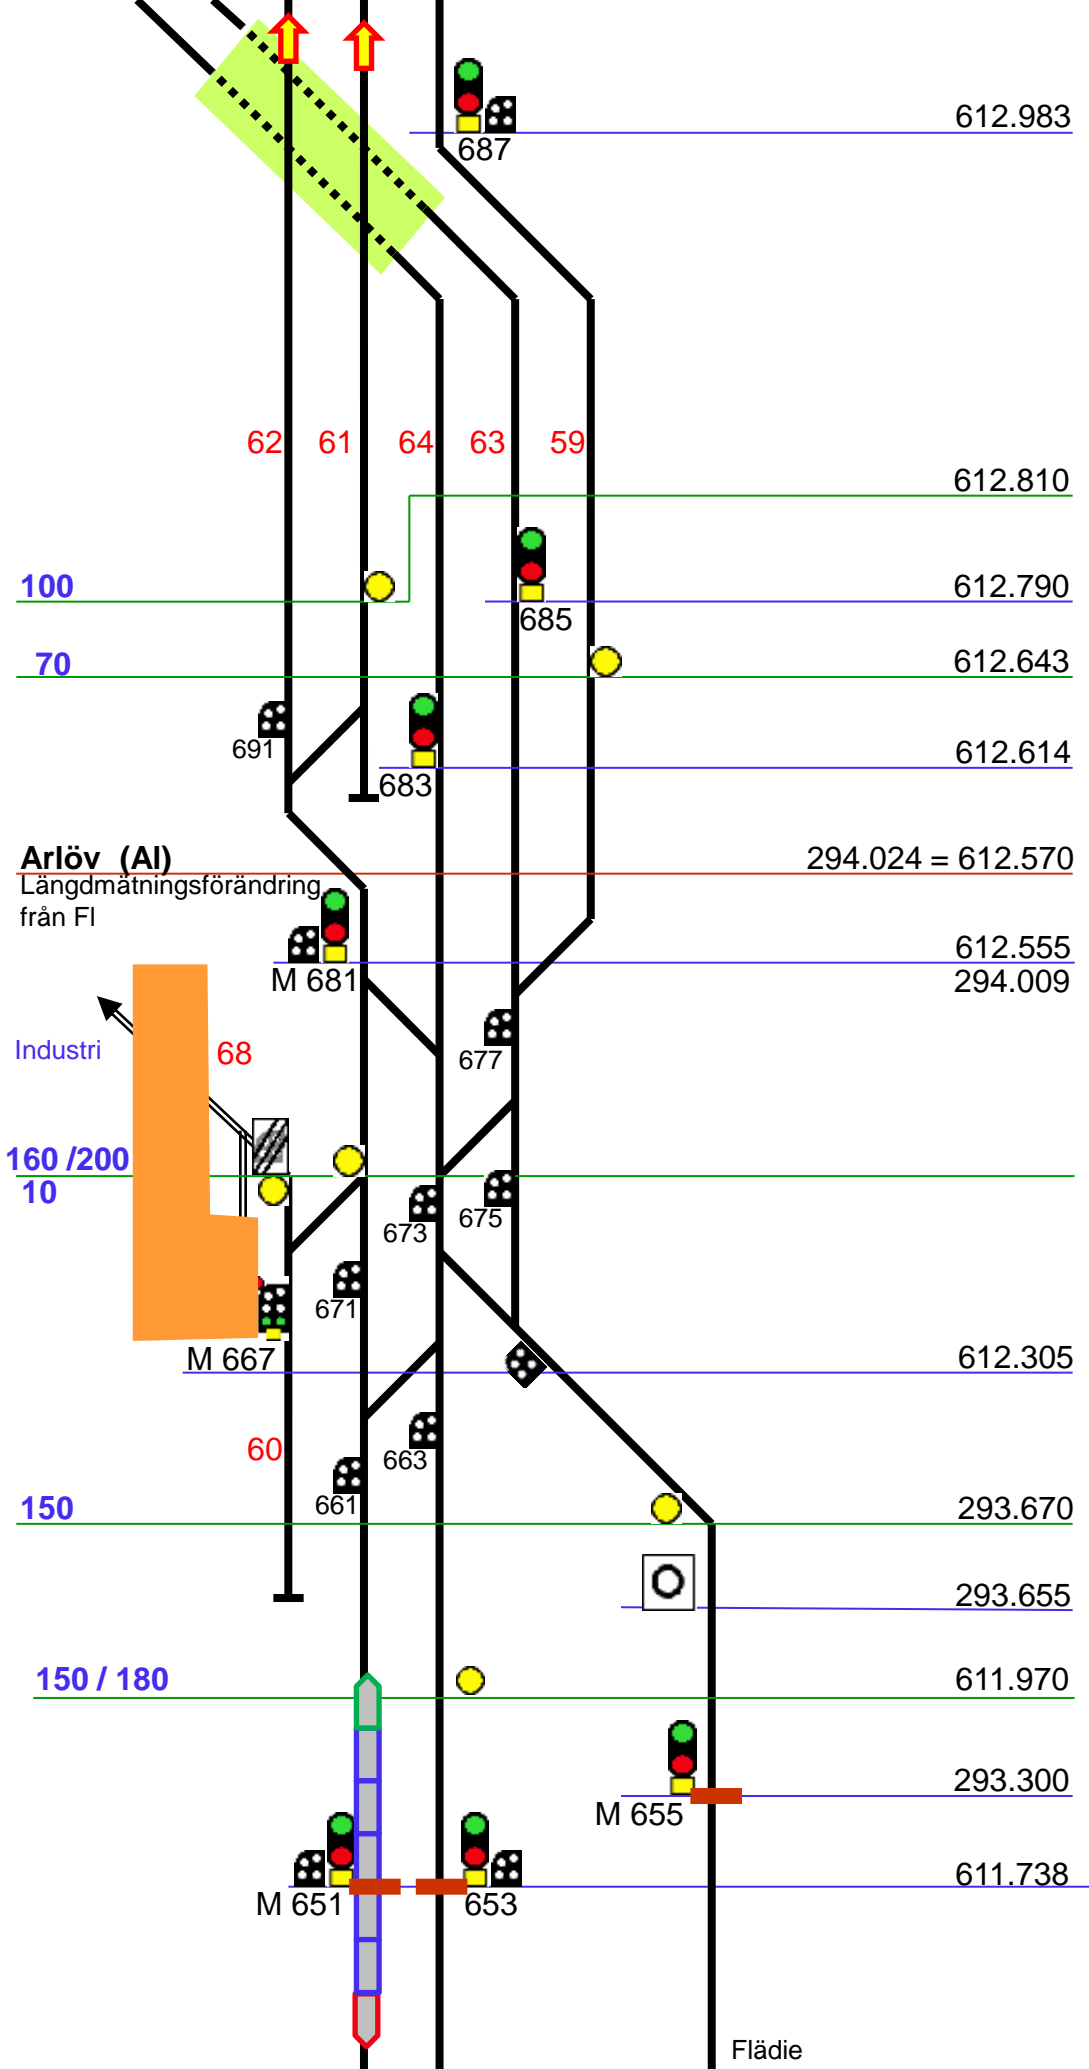 612.983
687
62 61 64 63 59
612.810
100
612.790
685
70
612.643
691
612.614
683
Arlöv (Al)
294.024 = 612.570
Längdmätningsförändring
från Fl
612.555
M 681
294.009
Industri
68
677
160 /200
10
673
675
671
M 667
612.305
60
663
661
150
293.670
293.655
150 / 180
611.970
293.300
M 655
611.738
M 651
653
Flädie